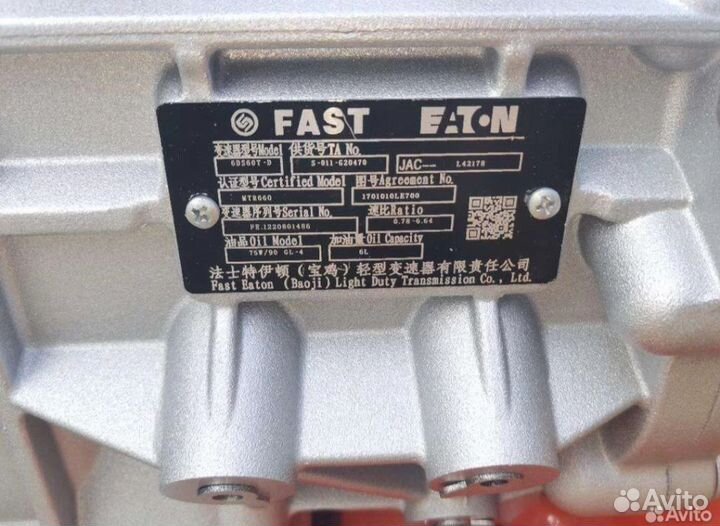 FAST EATON
变速器型号Model 供货号TA No.
6DS60T-D S-011-G20470 JAC-- L42178
认证型号Certified Model 图号Agreement No.
MTR060 1701010LE700
变速器序列号Serial No. 速比Ratio
FE.1220801486 0.78-6.64
油品Oil Model 加油量Oil Capacity
75W/90 GL-4 6L
法士特伊顿（宝鸡）轻型变速器有限责任公司
Fast Eaton (Baoji) Light Duty Transmission Co., Ltd.
Avito
Avito